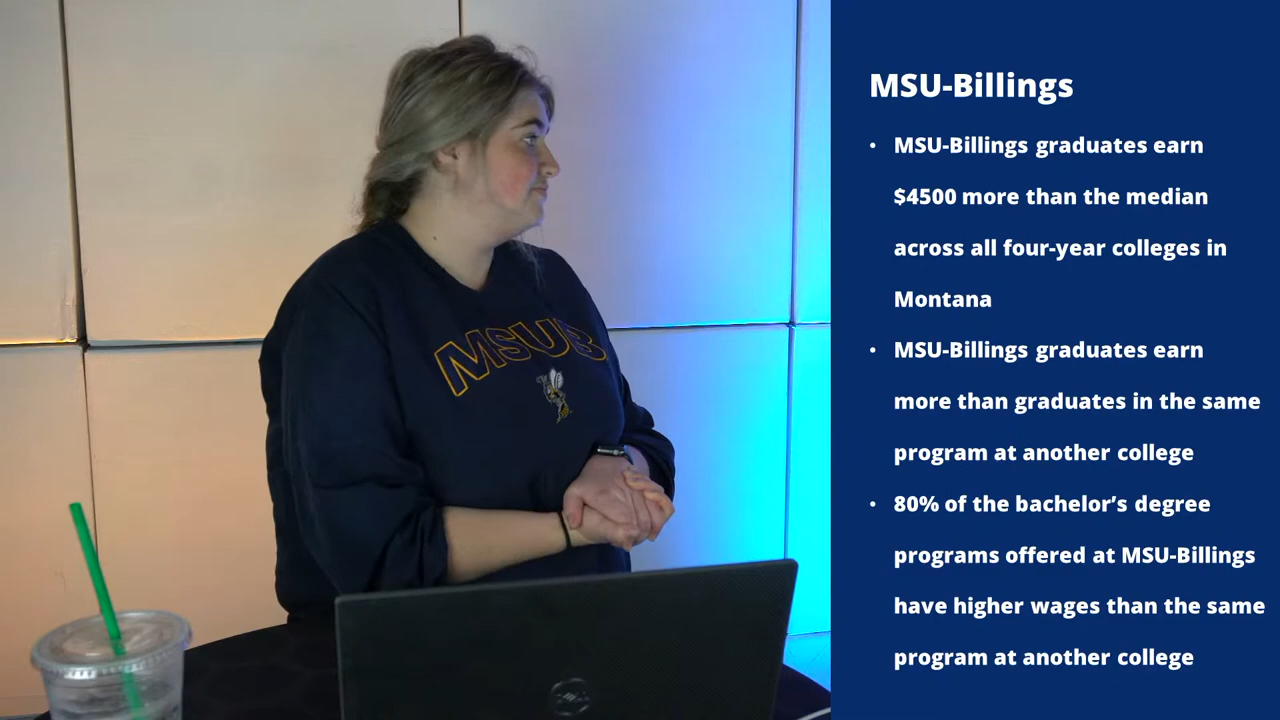 MSUB
MSU-Billings
• MSU-Billings graduates earn
$4500 more than the median
across all four-year colleges in
Montana
• MSU-Billings graduates earn
more than graduates in the same
program at another college
• 80% of the bachelor’s degree
programs offered at MSU-Billings
have higher wages than the same
program at another college